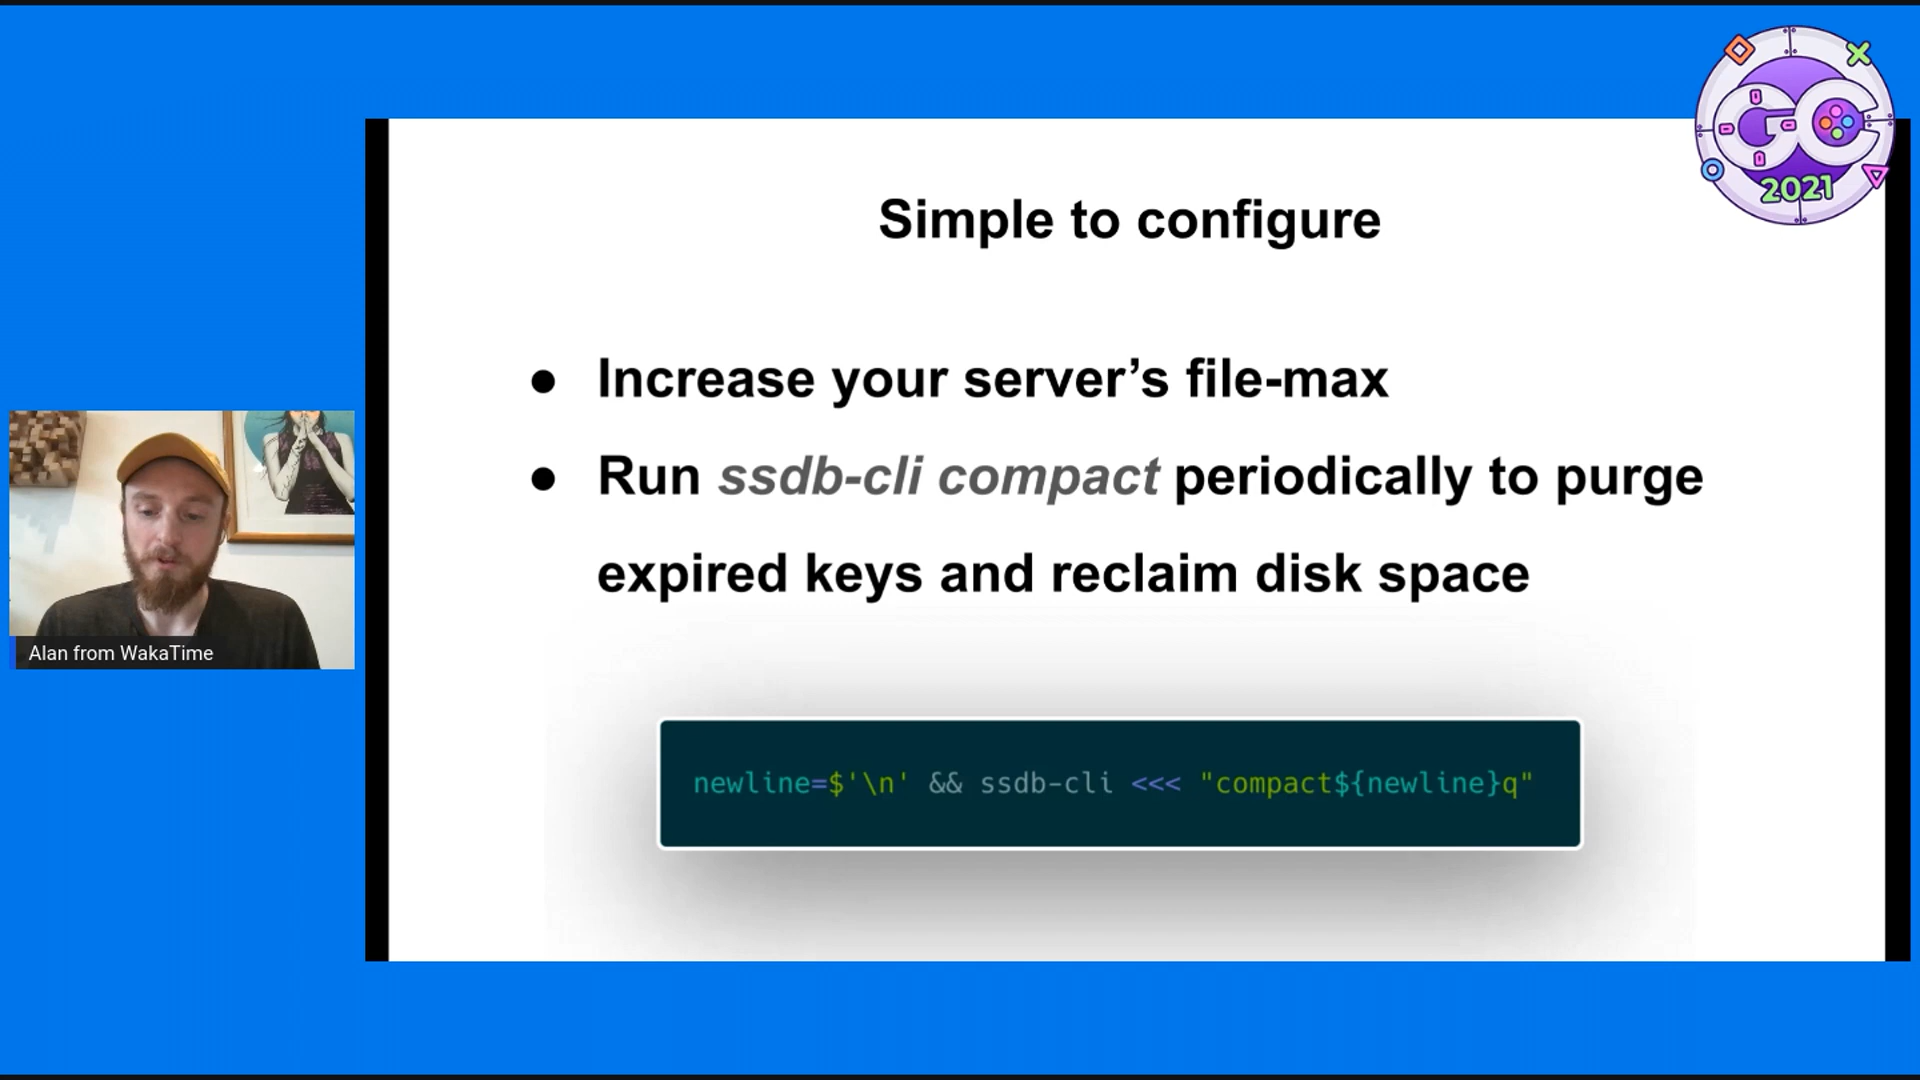 GC
2021
Simple to configure
● Increase your server’s file-max
● Run ssdb-cli compact periodically to purge
expired keys and reclaim disk space
newline=$'\n' && ssdb-cli <<< "compact${newline}q"
Alan from WakaTime